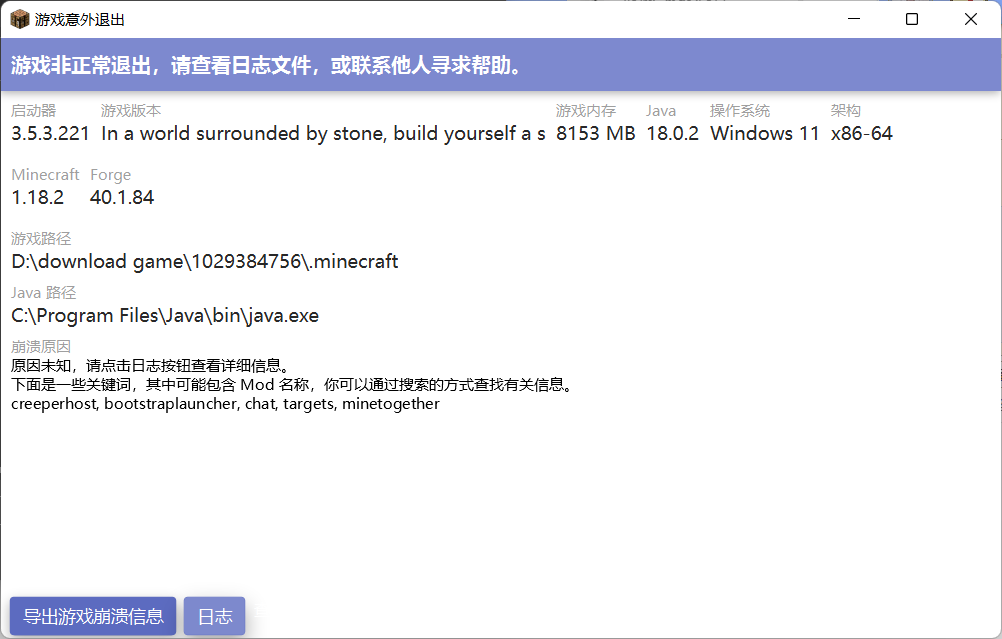 游戏意外退出
游戏非正常退出，请查看日志文件，或联系他人寻求帮助。
启动器 游戏版本 游戏内存 Java 操作系统 架构
3.5.3.221 In a world surrounded by stone, build yourself a s 8153 MB 18.0.2 Windows 11 x86-64
Minecraft Forge
1.18.2 40.1.84
游戏路径
D:\download game\1029384756\.minecraft
Java 路径
C:\Program Files\Java\bin\java.exe
崩溃原因
原因未知，请点击日志按钮查看详细信息。
下面是一些关键词，其中可能包含 Mod 名称，你可以通过搜索的方式查找有关信息。
creeperhost, bootstraplauncher, chat, targets, minetogether
导出游戏崩溃信息 日志